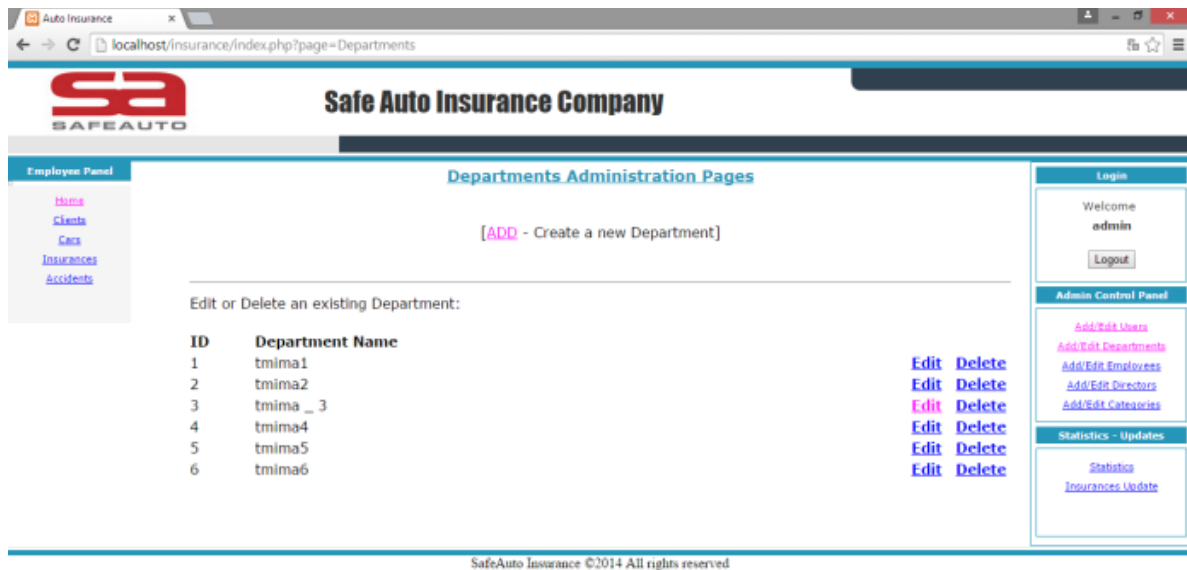 Auto Insurance
localhost/insurance/index.php?page=Departments
sa
SAFEAUTO
Safe Auto Insurance Company
Employee Panel
Home
Clients
Cars
Insurances
Accidents
Departments Administration Pages
[ADD - Create a new Department]
Edit or Delete an existing Department:
ID Department Name
1 tmima1 Edit Delete
2 tmima2 Edit Delete
3 tmima _ 3 Edit Delete
4 tmima4 Edit Delete
5 tmima5 Edit Delete
6 tmima6 Edit Delete
Login
Welcome
admin
Logout
Admin Control Panel
Add/Edit Users
Add/Edit Departments
Add/Edit Employees
Add/Edit Directors
Add/Edit Categories
Statistics - Updates
Statistics
Insurances Update
SafeAuto Insurance ©2014 All rights reserved